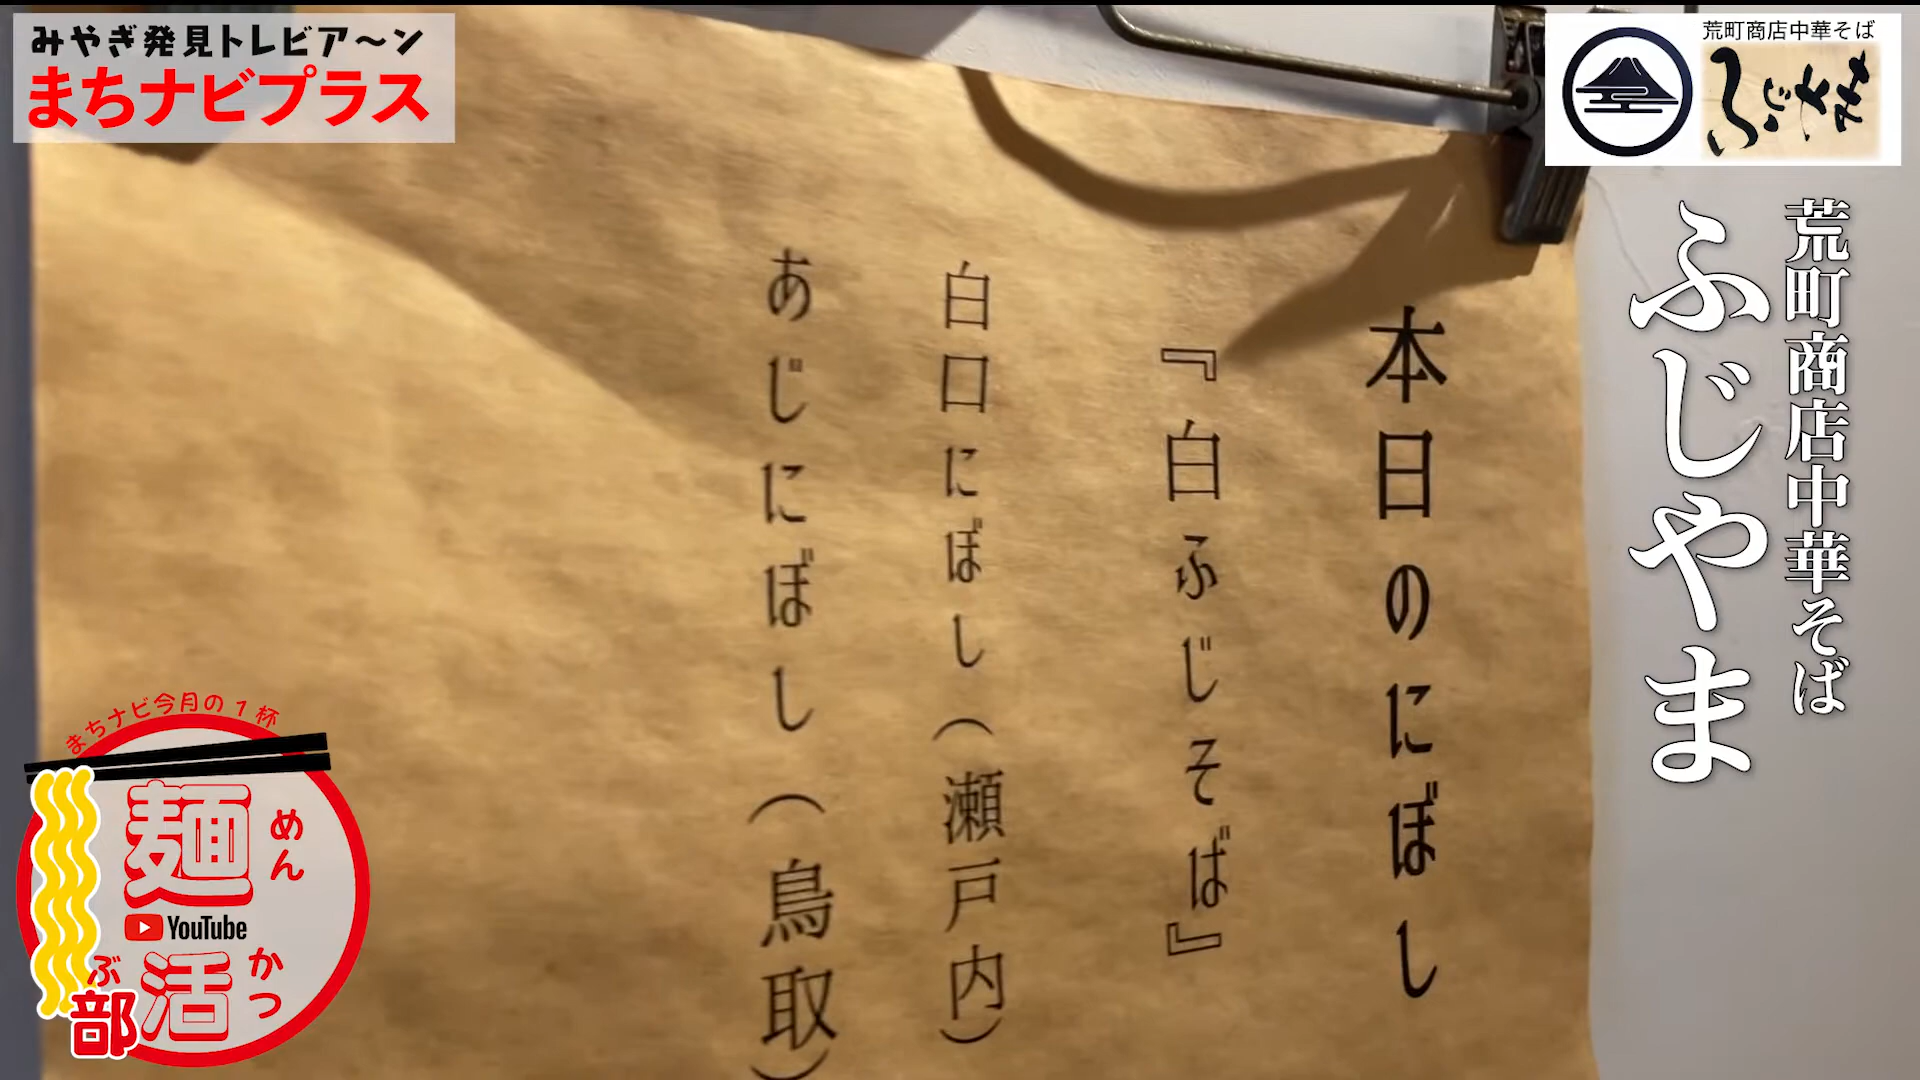 みやぎ発見トレビア〜ン
まちナビプラス
荒町商店中華そば
ふじやま
荒町商店中華そば
ふじやま
本日のにぼし
『白ふじそば』
白口にぼし(瀬戸内)
あじにぼし(鳥取)
まちナビ今月の1杯
麺
めん
YouTube
活
かつ
部
ぶ